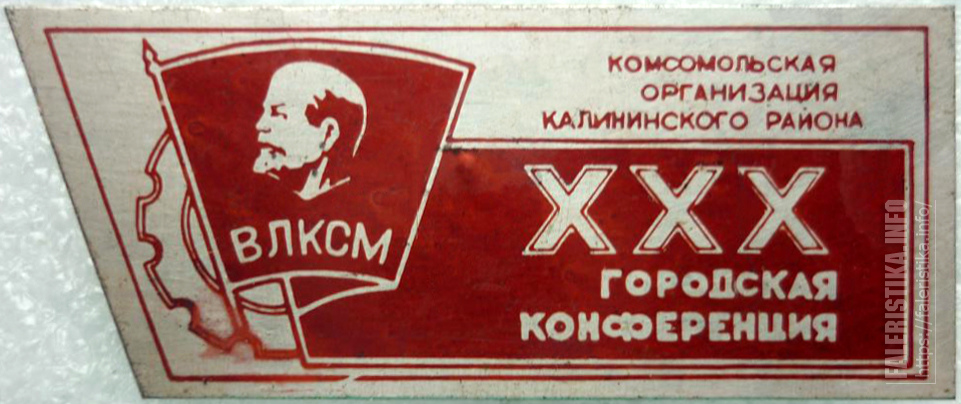 КОМСОМОЛЬСКАЯ
ОРГАНИЗАЦИЯ
КАЛИНИНСКОГО РАЙОНА
ВЛКСМ
XXX
ГОРОДСКАЯ
КОНФЕРЕНЦИЯ
FALERISTIKA.INFO
https://faleristika.info/